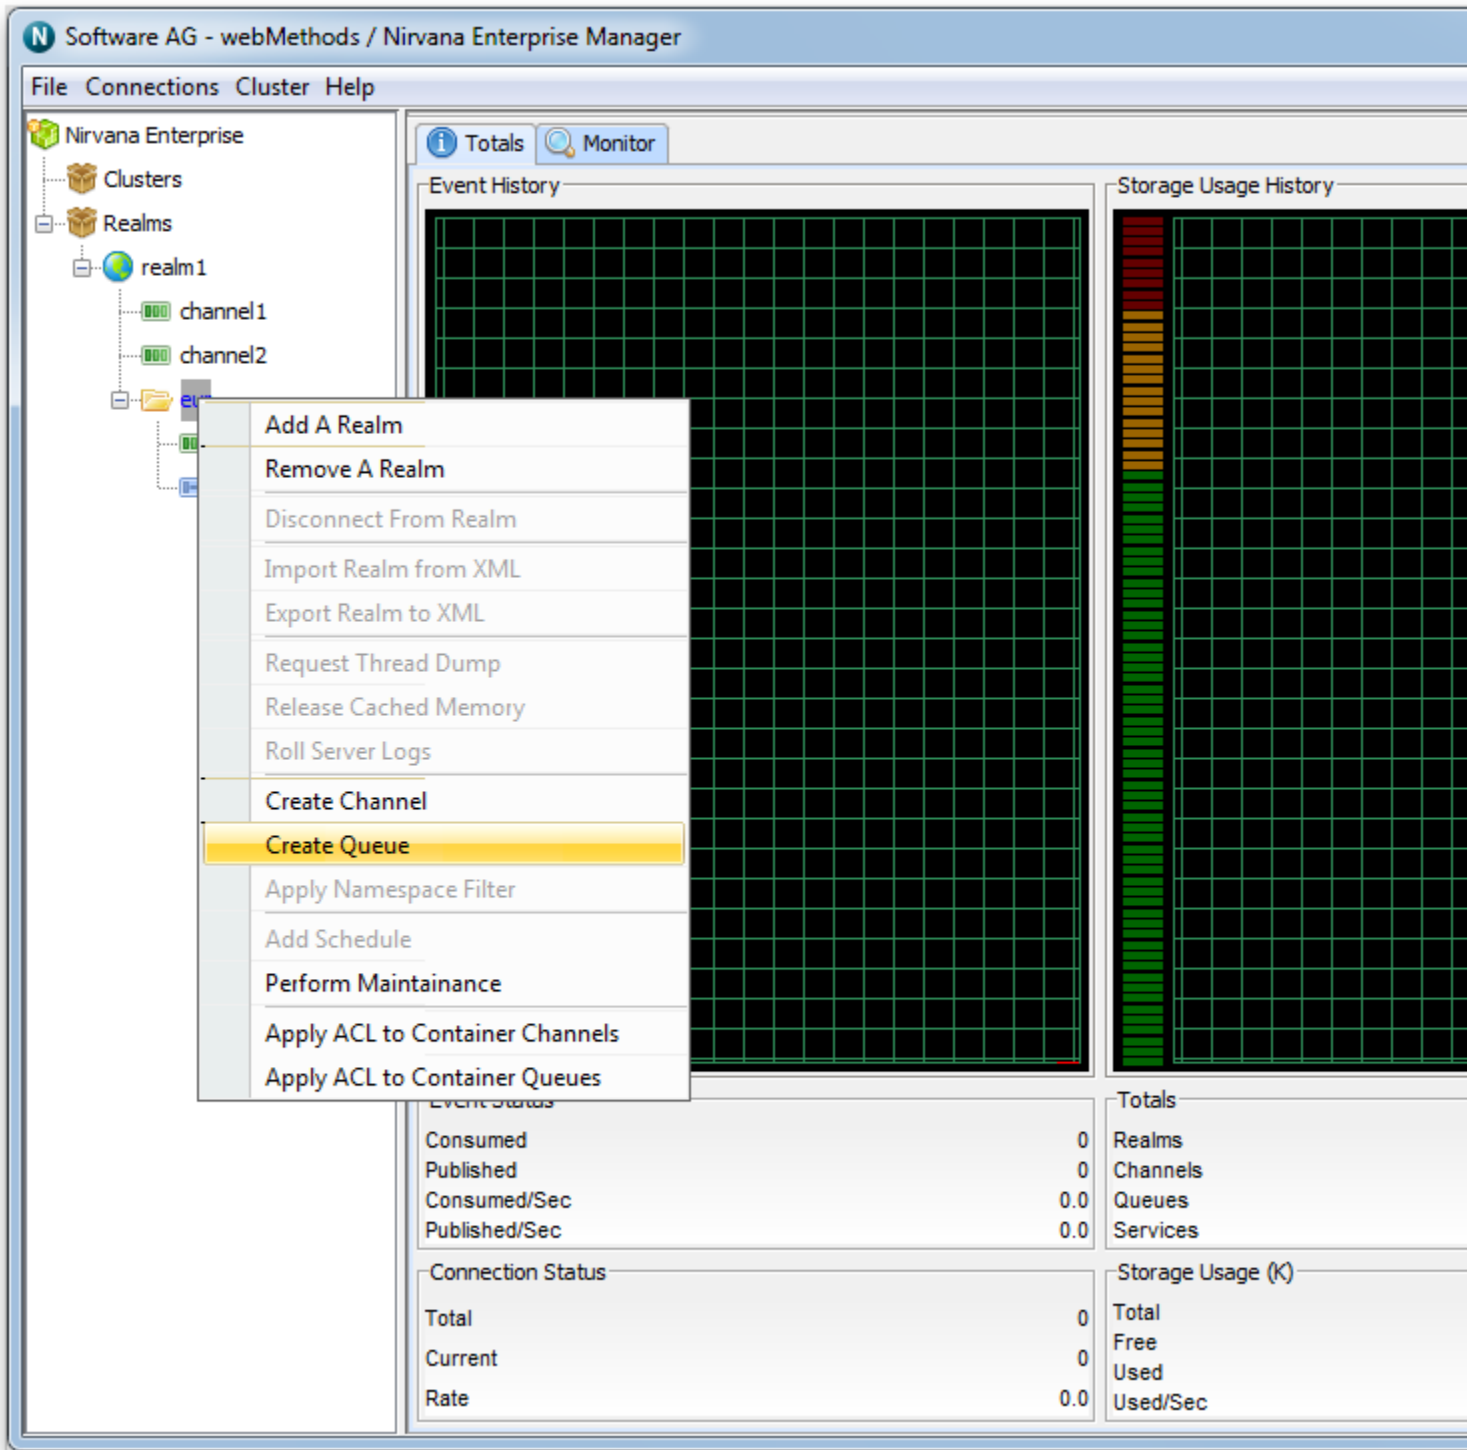 N Software AG - webMethods / Nirvana Enterprise Manager
File Connections Cluster Help
Nirvana Enterprise
Clusters
Realms
realm1
channel1
channel2
Totals Monitor
Event History
Storage Usage History
Add A Realm
Remove A Realm
Disconnect From Realm
Import Realm from XML
Export Realm to XML
Request Thread Dump
Release Cached Memory
Roll Server Logs
Create Channel
Create Queue
Apply Namespace Filter
Add Schedule
Perform Maintainance
Apply ACL to Container Channels
Apply ACL to Container Queues
Event Status
Consumed 0
Published 0
Consumed/Sec 0.0
Published/Sec 0.0
Totals
Realms
Channels
Queues
Services
Connection Status
Total 0
Current 0
Rate 0.0
Storage Usage (K)
Total
Free
Used
Used/Sec